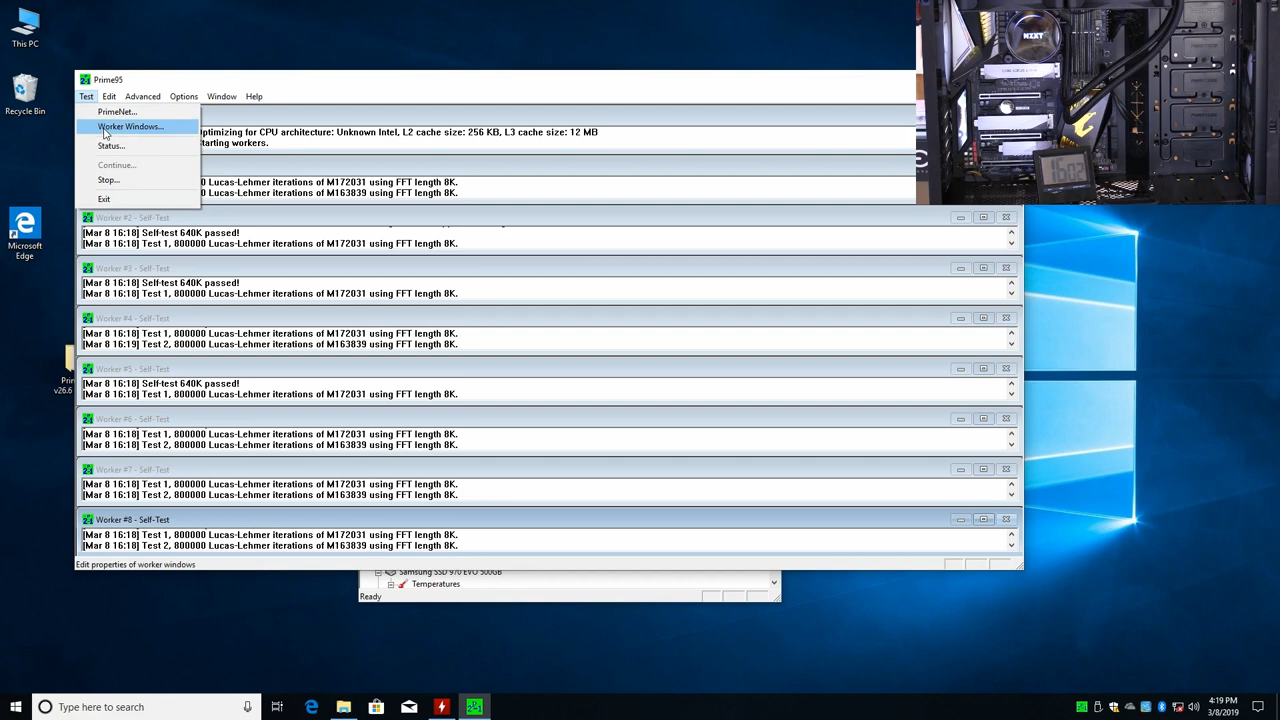 This PC
Recycle Bin
Microsoft
Edge
Prime95
Test Edit Advanced Options Window Help
PrimeNet...
Worker Windows...
Status...
Continue...
Stop...
Exit
ptimizing for CPU architecture: Unknown Intel, L2 cache size: 256 KB, L3 cache size: 12 MB
tarting workers.
0 Lucas-Lehmer iterations of M172031 using FFT length 8K.
0 Lucas-Lehmer iterations of M163839 using FFT length 8K.
Worker #2 - Self-Test
[Mar 8 16:18] Self-test 640K passed!
[Mar 8 16:18] Test 1, 800000 Lucas-Lehmer iterations of M172031 using FFT length 8K.
Worker #3 - Self-Test
[Mar 8 16:18] Self-test 640K passed!
[Mar 8 16:18] Test 1, 800000 Lucas-Lehmer iterations of M172031 using FFT length 8K.
Worker #4 - Self-Test
[Mar 8 16:18] Test 1, 800000 Lucas-Lehmer iterations of M172031 using FFT length 8K.
[Mar 8 16:19] Test 2, 800000 Lucas-Lehmer iterations of M163839 using FFT length 8K.
Worker #5 - Self-Test
[Mar 8 16:18] Self-test 640K passed!
[Mar 8 16:18] Test 1, 800000 Lucas-Lehmer iterations of M172031 using FFT length 8K.
Worker #6 - Self-Test
[Mar 8 16:18] Test 1, 800000 Lucas-Lehmer iterations of M172031 using FFT length 8K.
[Mar 8 16:18] Test 2, 800000 Lucas-Lehmer iterations of M163839 using FFT length 8K.
Worker #7 - Self-Test
[Mar 8 16:18] Test 1, 800000 Lucas-Lehmer iterations of M172031 using FFT length 8K.
[Mar 8 16:18] Test 2, 800000 Lucas-Lehmer iterations of M163839 using FFT length 8K.
Worker #8 - Self-Test
[Mar 8 16:18] Test 1, 800000 Lucas-Lehmer iterations of M172031 using FFT length 8K.
[Mar 8 16:18] Test 2, 800000 Lucas-Lehmer iterations of M163839 using FFT length 8K.
Edit properties of worker windows
Pri
v26.6
Samsung SSD 970 EVO 500GB
Temperatures
Ready
NZXT
Type here to search
4:19 PM
3/8/2019